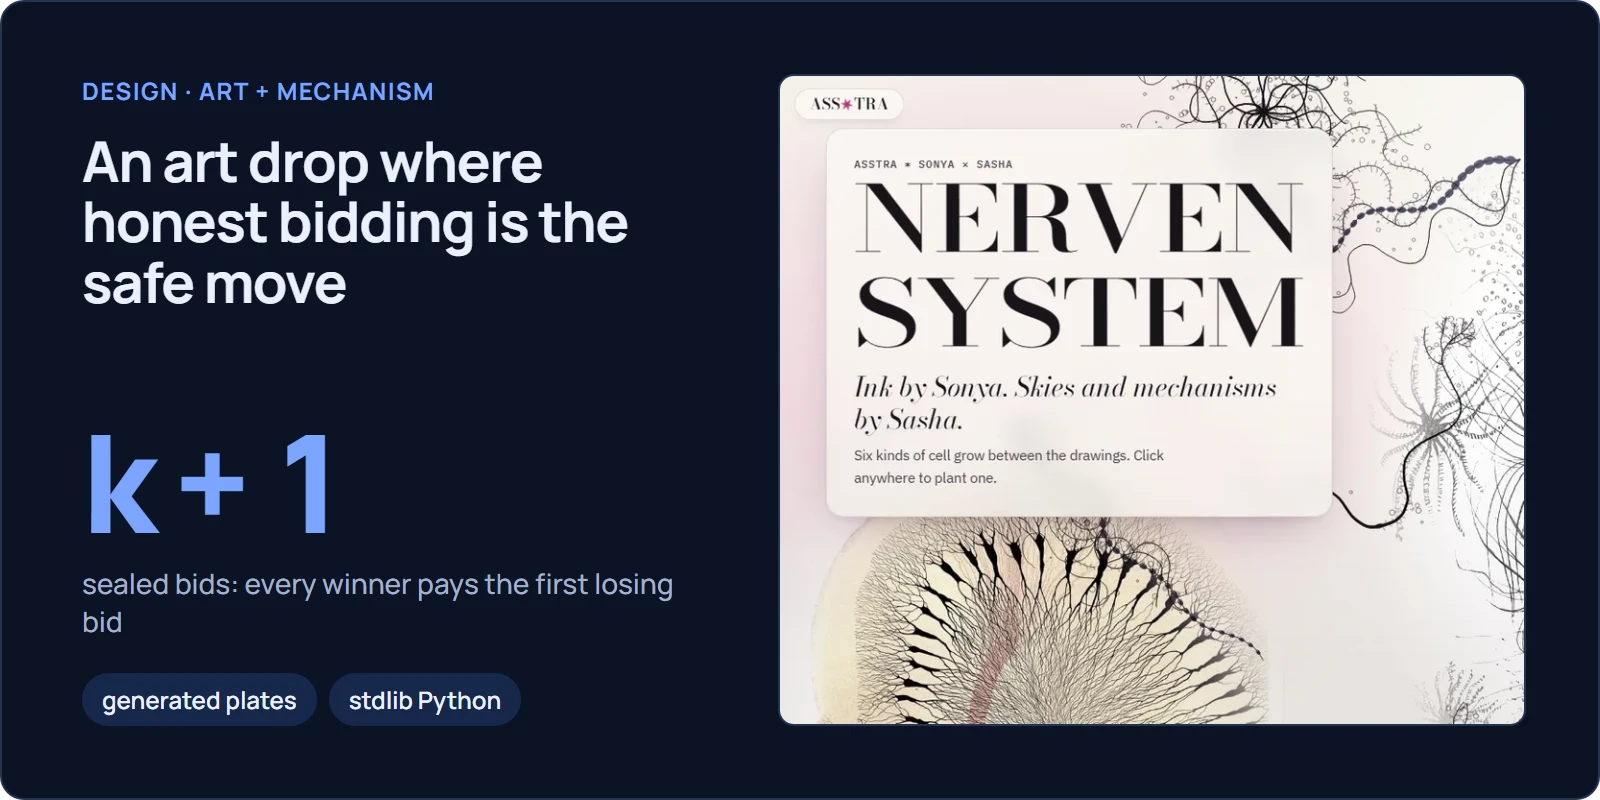 DESIGN · ART + MECHANISM
An art drop where
honest bidding is the
safe move
k + 1
sealed bids: every winner pays the first losing
bid
generated plates
stdlib Python
ASS★TRA
ASSTRA ✶ SONYA × SASHA
NERVEN
SYSTEM
Ink by Sonya. Skies and mechanisms
by Sasha.
Six kinds of cell grow between the drawings. Click
anywhere to plant one.